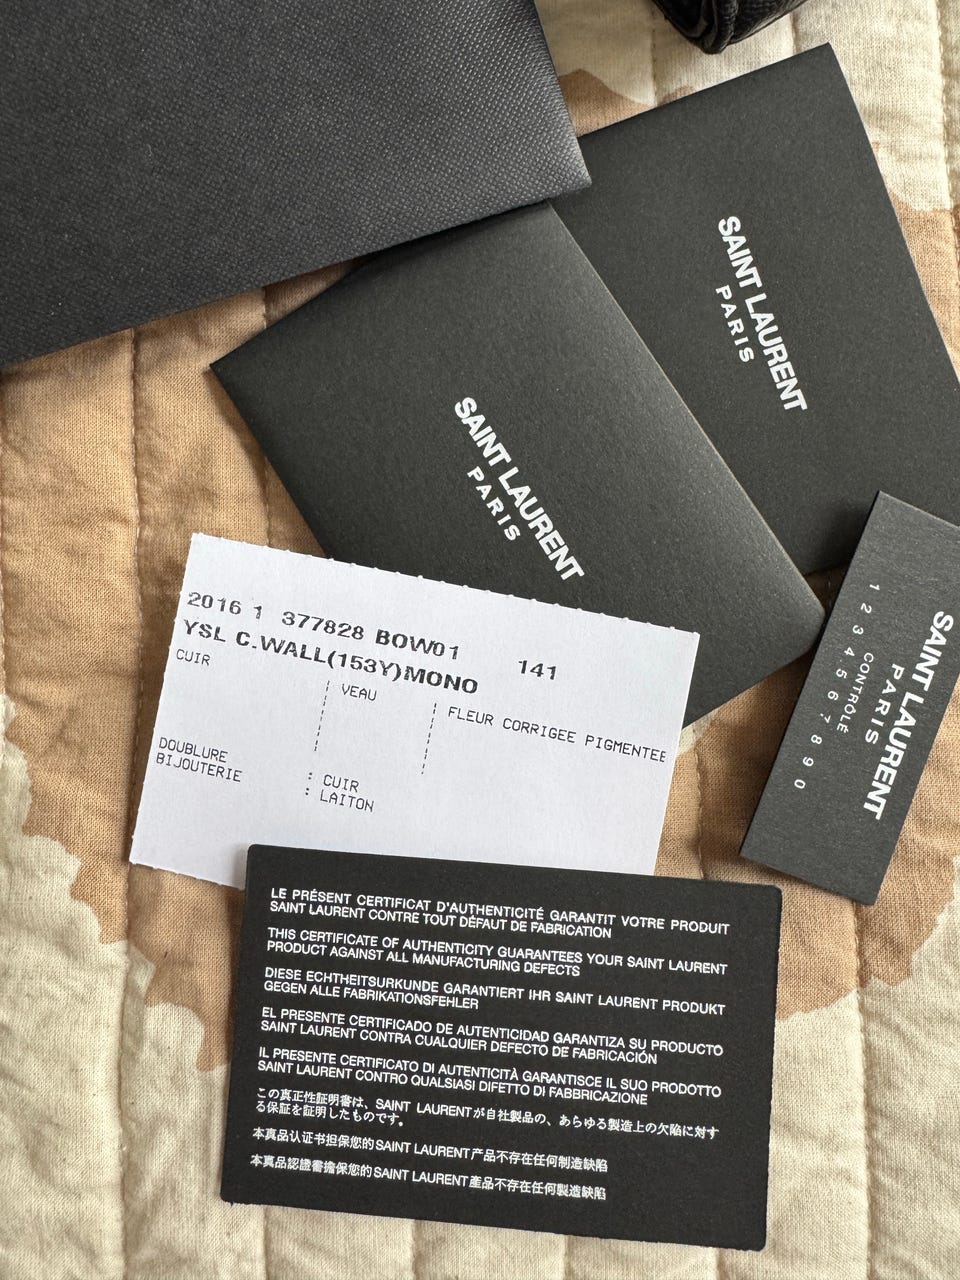 SAINT LAURENT
PARIS
SAINT LAURENT
PARIS
SAINT LAURENT
PARIS
CONTRÔLE
1 2 3 4 5 6 7 8 9 0
2016 1 377828 BOW01 141
YSL C.WALL(153Y)MONO
CUIR VEAU FLEUR CORRIGEE PIGMENTEE
DOUBLURE : CUIR
BIJOUTERIE : LAITON
LE PRÉSENT CERTIFICAT D'AUTHENTICITÉ GARANTIT VOTRE PRODUIT
SAINT LAURENT CONTRE TOUT DÉFAUT DE FABRICATION
THIS CERTIFICATE OF AUTHENTICITY GUARANTEES YOUR SAINT LAURENT
PRODUCT AGAINST ALL MANUFACTURING DEFECTS
DIESE ECHTHEITSURKUNDE GARANTIERT IHR SAINT LAURENT PRODUKT
GEGEN ALLE FABRIKATIONSFEHLER
EL PRESENTE CERTIFICADO DE AUTENTICIDAD GARANTIZA SU PRODUCTO
SAINT LAURENT CONTRA CUALQUIER DEFECTO DE FABRICACIÓN
IL PRESENTE CERTIFICATO DI AUTENTICITÀ GARANTISCE IL SUO PRODOTTO
SAINT LAURENT CONTRO QUALSIASI DIFETTO DI FABBRICAZIONE
この真正性証明書は、SAINT LAURENTが自社製品の、あらゆる製造上の欠陥に対す
る保証を証明したものです。
本真品认证书担保您的SAINT LAURENT产品不存在任何制造缺陷
本真品認證書擔保您的SAINT LAURENT產品不存在任何製造缺陷